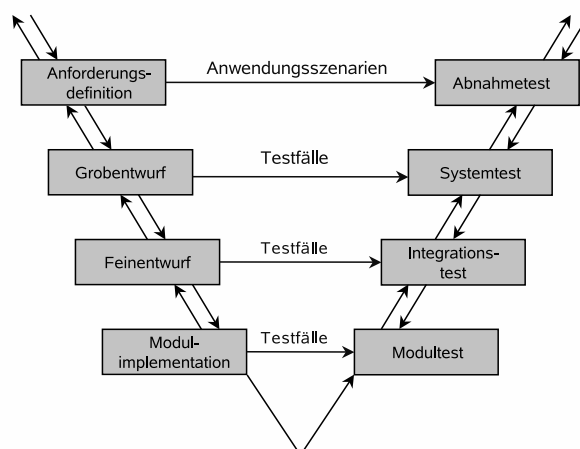 Anforderungs-
definition
Anwendungsszenarien
Abnahmetest
Grobentwurf
Testfälle
Systemtest
Feinentwurf
Testfälle
Integrations-
test
Modul-
implementation
Testfälle
Modultest